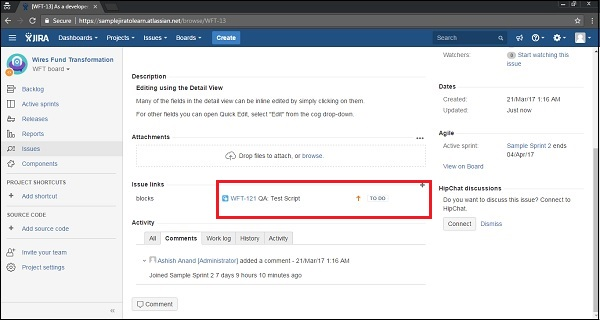 [WFT-13] As a develope
Secure | https://samplejiratolearn.atlassian.net/browse/WFT-13
JIRA Dashboards Projects Issues Boards Create Search
Wires Fund Transformation
WFT board
Backlog
Active sprints
Releases
Reports
Issues
Components
PROJECT SHORTCUTS
Add shortcut
SOURCE CODE
Add source code
Invite your team
Project settings
Description
Editing using the Detail View
Many of the fields in the detail view can be inline edited by simply clicking on them.
For other fields you can open Quick Edit, select "Edit" from the cog drop-down.
Attachments
Drop files to attach, or browse.
Issue links
blocks WFT-121 QA: Test Script TO DO
Activity
All Comments Work log History Activity
Ashish Anand [Administrator] added a comment - 21/Mar/17 1:16 AM
Joined Sample Sprint 2 7 days 9 hours 10 minutes ago
Comment
Watchers: 0 Start watching this
issue
Dates
Created: 21/Mar/17 1:16 AM
Updated: Just now
Agile
Active sprint: Sample Sprint 2 ends
04/Apr/17
View on Board
HipChat discussions
Do you want to discuss this issue? Connect to
HipChat.
Connect Dismiss